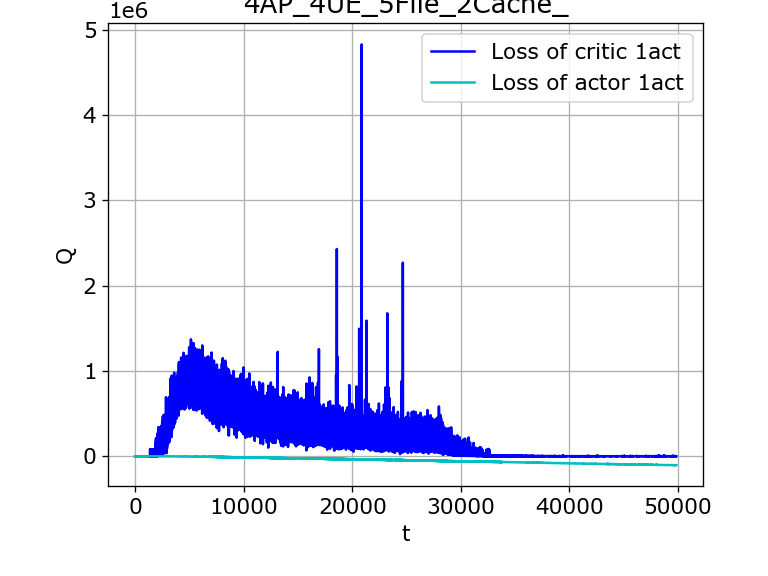 4AP_4UE_5File_2Cache_
1e6
Loss of critic 1act
Loss of actor 1act
5
4
3
2
1
0
Q
0 10000 20000 30000 40000 50000
t